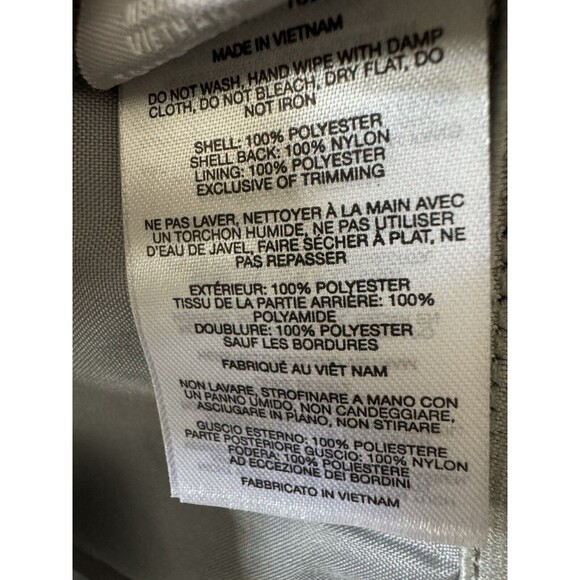 MADE IN VIETNAM
DO NOT WASH, HAND WIPE WITH DAMP
CLOTH, DO NOT BLEACH, DRY FLAT, DO
NOT IRON
SHELL: 100% POLYESTER
SHELL BACK: 100% NYLON
LINING: 100% POLYESTER
EXCLUSIVE OF TRIMMING
NE PAS LAVER, NETTOYER À LA MAIN AVEC
UN TORCHON HUMIDE, NE PAS UTILISER
D'EAU DE JAVEL, FAIRE SÉCHER À PLAT, NE
PAS REPASSER
EXTÉRIEUR: 100% POLYESTER
TISSU DE LA PARTIE ARRIÈRE: 100%
POLYAMIDE
DOUBLURE: 100% POLYESTER
SAUF LES BORDURES
FABRIQUÉ AU VIÊT NAM
NON LAVARE, STROFINARE A MANO CON
UN PANNO UMIDO, NON CANDEGGIARE,
ASCIUGARE IN PIANO, NON STIRARE
GUSCIO ESTERNO: 100% POLIESTERE
PARTE POSTERIORE GUSCIO: 100% NYLON
FODERA: 100% POLIESTERE
AD ECCEZIONE DEI BORDINI
FABBRICATO IN VIETNAM